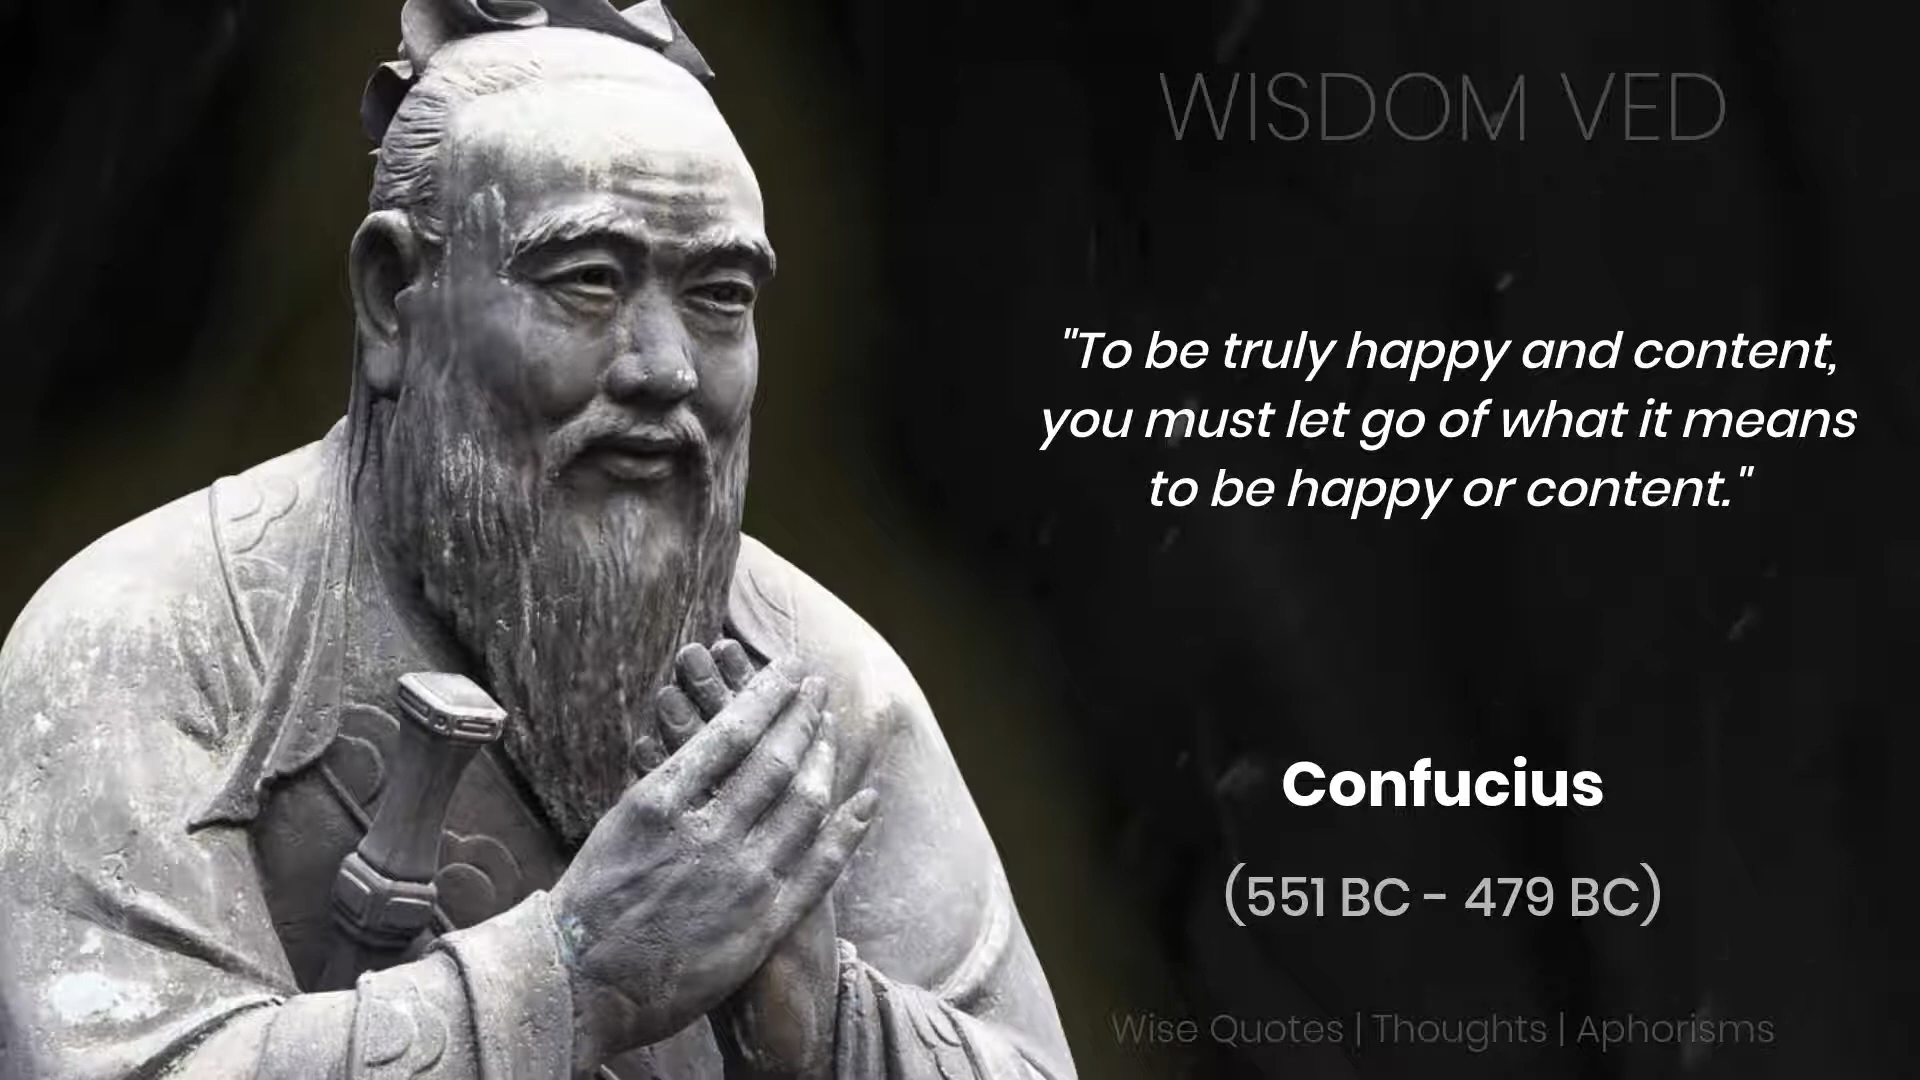 WISDOM VED
"To be truly happy and content,
you must let go of what it means
to be happy or content."
Confucius
(551 BC - 479 BC)
Wise Quotes | Thoughts | Aphorisms